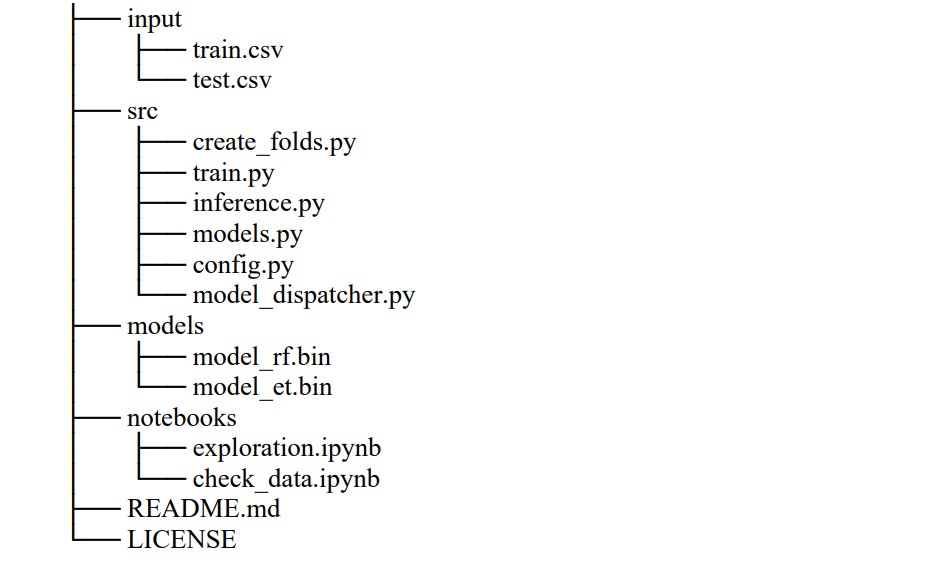 input
train.csv
test.csv
src
create_folds.py
train.py
inference.py
models.py
config.py
model_dispatcher.py
models
model_rf.bin
model_et.bin
notebooks
exploration.ipynb
check_data.ipynb
README.md
LICENSE